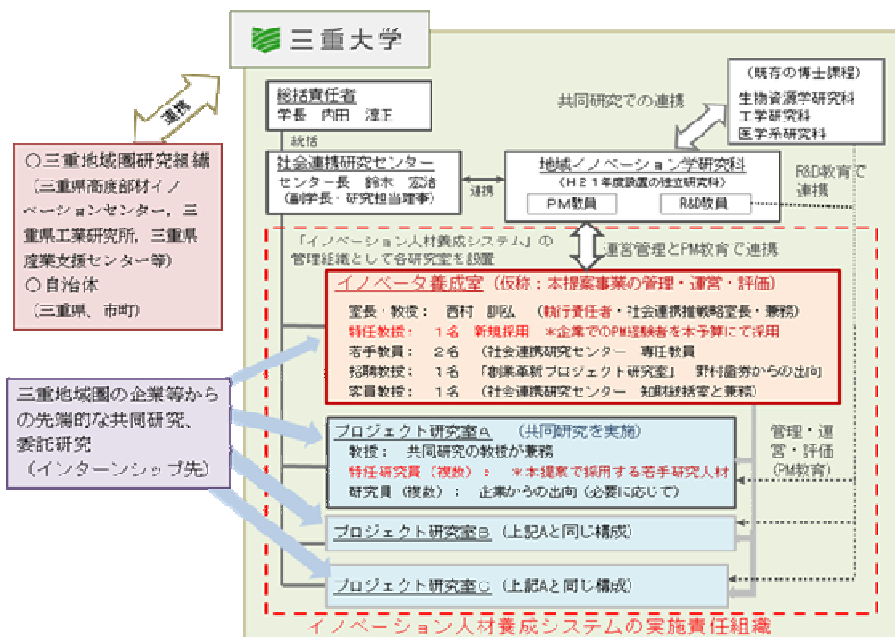 三重大学
連携
総括責任者
学長 内田 淳正
統括
社会連携研究センター
センター長 鈴木 宏治
(副学長・研究担当理事)
連携
地域イノベーション学研究科
(H21年度設置の独立研究科)
PM教員
R&D教員
共同研究での連携
(既存の博士課程)
生物資源学研究科
工学研究科
医学系研究科
R&D教育で
連携
○三重地域圏研究組織
(三重県高度部材イノ
ベーションセンター，三
重県工業研究所，三重県
産業支援センター等)
○自治体
(三重県、市町)
「イノベーション人材養成システム」の
管理組織として各研究室を設置
運営管理とPM教育で連携
イノベータ養成室 (仮称：本提案事業の管理・運営・評価)
室長・教授： 西村 訓弘 (執行責任者・社会連携推戦略室長・兼務)
特任教授： 1名 新規採用 *企業でのPM経験者を本予算にて採用
若手教員： 2名 (社会連携研究センター 専任教員
招聘教授： 1名 「創業革新プロジェクト研究室」 野村證券からの出向
客員教授： 1名 (社会連携研究センター 知財統括室と兼務)
三重地域圏の企業等から
の先端的な共同研究、
委託研究
(インターンシップ先)
プロジェクト研究室A (共同研究を実施)
教授： 共同研究の教授が兼務
特任研究員(複数)： *本提案で採用する若手研究人材
研究員(複数)： 企業からの出向(必要に応じて)
管理・運
営・評価
(PM教育)
プロジェクト研究室B (上記Aと同じ構成)
プロジェクト研究室C (上記Aと同じ構成)
イノベーション人材養成システムの実施責任組織